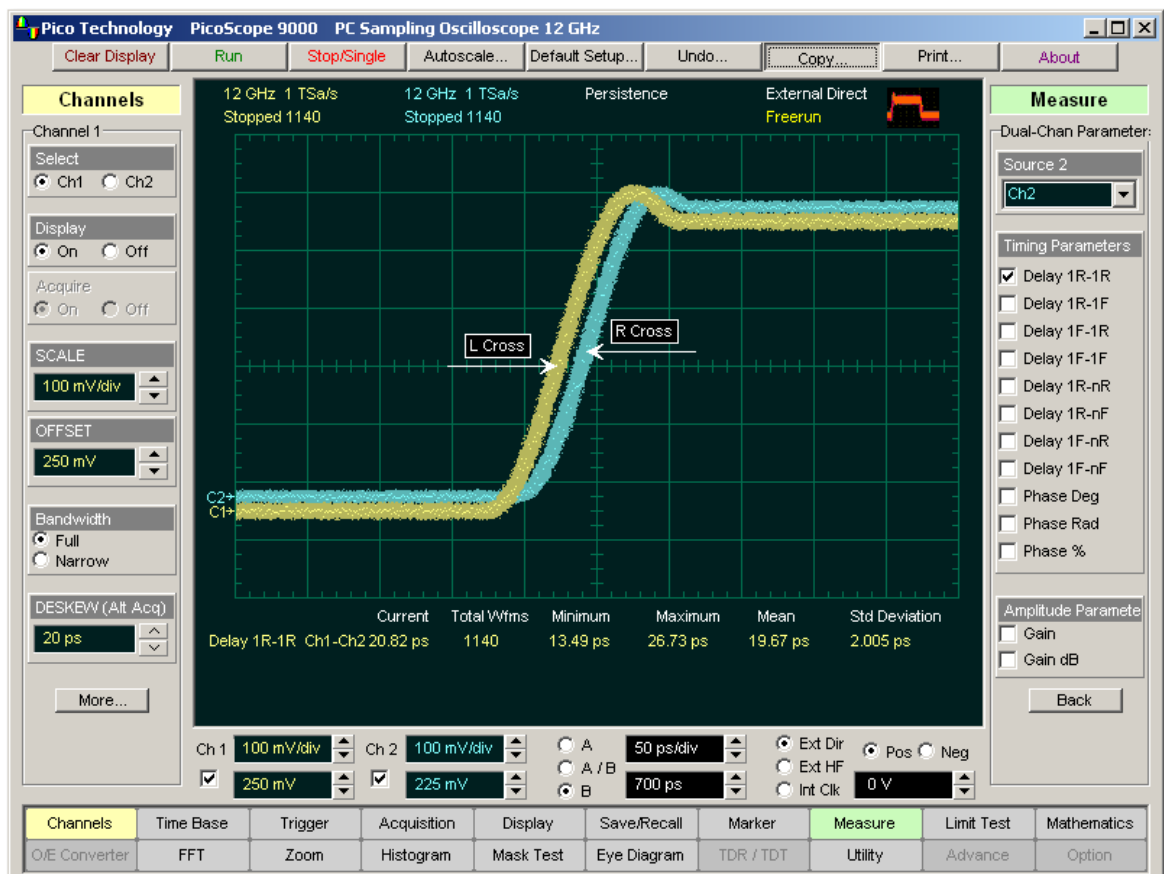 Pico Technology PicoScope 9000 PC Sampling Oscilloscope 12 GHz
Clear Display Run Stop/Single Autoscale... Default Setup... Undo... Copy... Print... About
Channels
Channel 1
Select
Ch1 Ch2
Display
On Off
Acquire
On Off
SCALE
100 mV/div
OFFSET
250 mV
Bandwidth
Full
Narrow
DESKEW (Alt Acq)
20 ps
More...
12 GHz 1 TSa/s 12 GHz 1 TSa/s Persistence External Direct
Stopped 1140 Stopped 1140 Freerun
R Cross
L Cross
C2
C1
Current Total Wfms Minimum Maximum Mean Std Deviation
Delay 1R-1R Ch1-Ch2 20.82 ps 1140 13.49 ps 26.73 ps 19.67 ps 2.005 ps
Measure
Dual-Chan Parameter:
Source 2
Ch2
Timing Parameters
Delay 1R-1R
Delay 1R-1F
Delay 1F-1R
Delay 1F-1F
Delay 1R-nR
Delay 1R-nF
Delay 1F-nR
Delay 1F-nF
Phase Deg
Phase Rad
Phase %
Amplitude Paramete
Gain
Gain dB
Back
Ch 1 100 mV/div Ch 2 100 mV/div A 50 ps/div Ext Dir Pos Neg
A / B Ext HF
250 mV 225 mV B 700 ps Int Clk 0 V
Channels Time Base Trigger Acquisition Display Save/Recall Marker Measure Limit Test Mathematics
O/E Converter FFT Zoom Histogram Mask Test Eye Diagram TDR / TDT Utility Advance Option